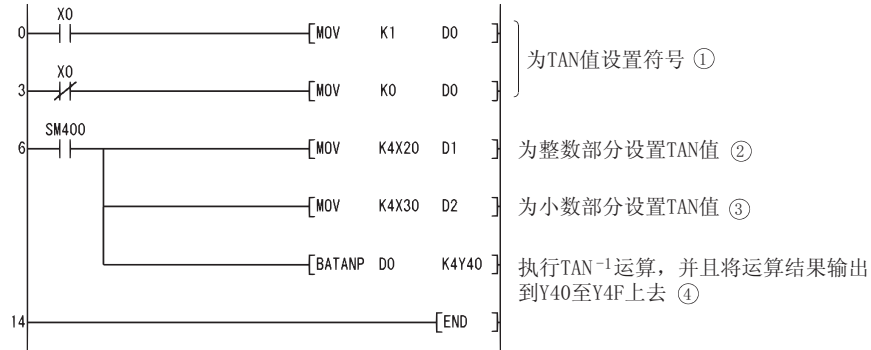 X0
0 [MOV K1 D0 ]
为TAN值设置符号 ①
X0
3 [MOV K0 D0 ]
SM400
6 [MOV K4X20 D1 ] 为整数部分设置TAN值 ②
[MOV K4X30 D2 ] 为小数部分设置TAN值 ③
[BATANP D0 K4Y40 ] 执行TAN⁻¹运算，并且将运算结果输出
到Y40至Y4F上去 ④
14 [END ]